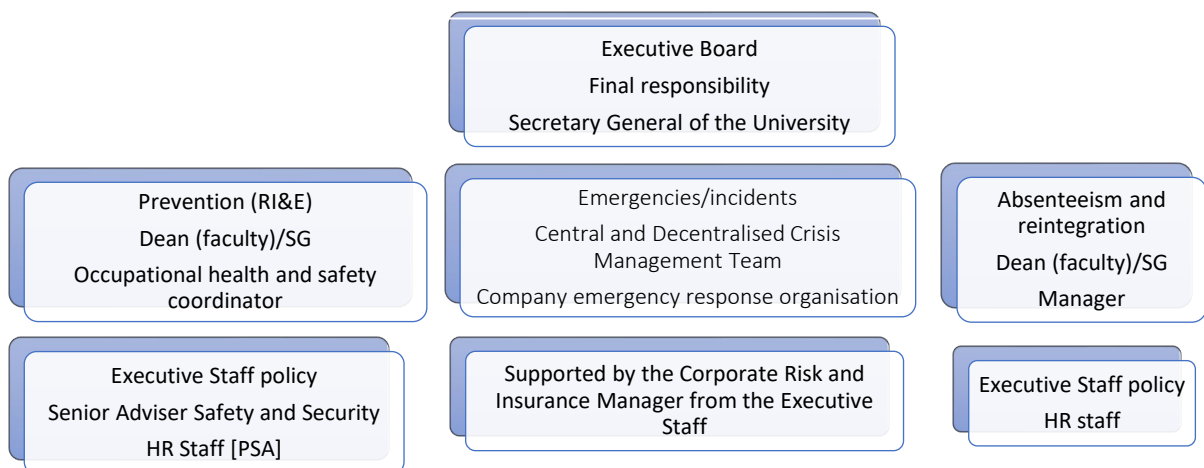 Executive Board
Final responsibility
Secretary General of the University
Prevention (RI&E)
Dean (faculty)/SG
Occupational health and safety
coordinator
Emergencies/incidents
Central and Decentralised Crisis
Management Team
Company emergency response organisation
Absenteeism and
reintegration
Dean (faculty)/SG
Manager
Executive Staff policy
Senior Adviser Safety and Security
HR Staff [PSA]
Supported by the Corporate Risk and
Insurance Manager from the Executive
Staff
Executive Staff policy
HR staff